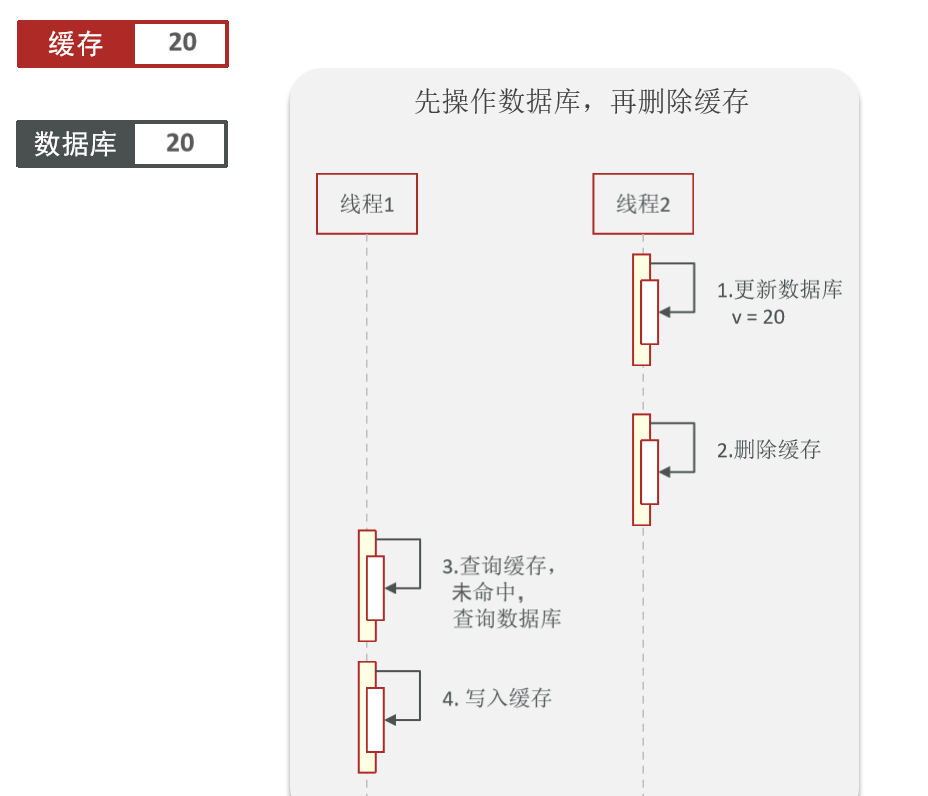 缓存 20
数据库 20
先操作数据库，再删除缓存
线程1
线程2
1.更新数据库
v = 20
2.删除缓存
3.查询缓存，
未命中，
查询数据库
4. 写入缓存